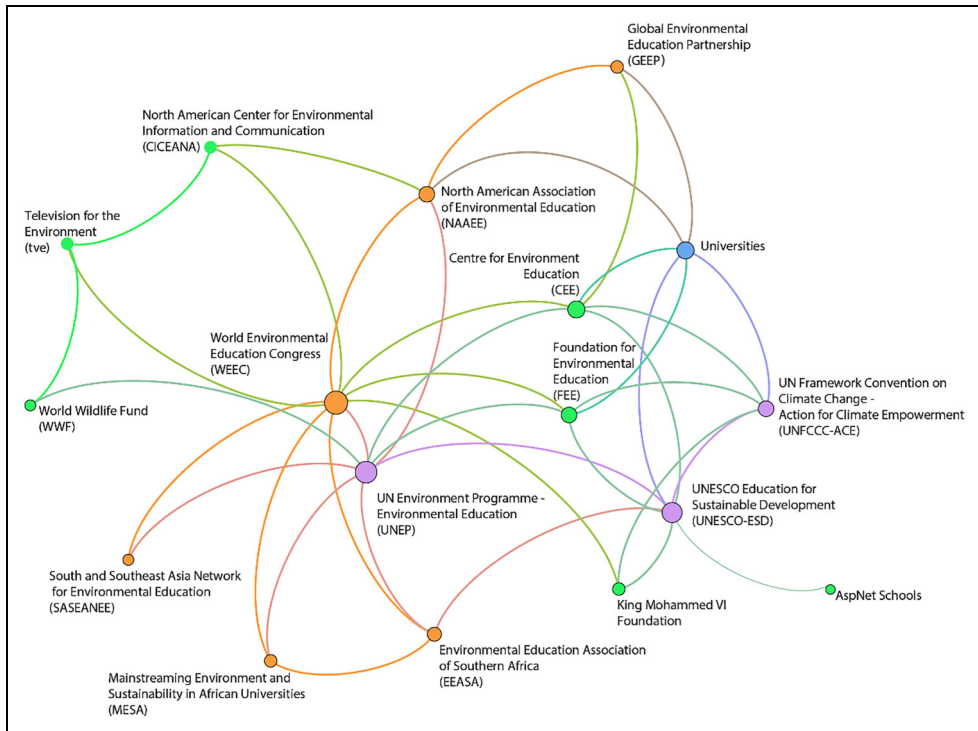 Global Environmental
Education Partnership
(GEEP)
North American Center for Environmental
Information and Communication
(CICEANA)
North American Association
of Environmental Education
(NAAEE)
Television for the
Environment
(tve)
Universities
Centre for Environment
Education
(CEE)
World Environmental
Education Congress
(WEEC)
Foundation for
Environmental
Education
(FEE)
UN Framework Convention on
Climate Change -
Action for Climate Empowerment
(UNFCCC-ACE)
World Wildlife Fund
(WWF)
UN Environment Programme -
Environmental Education
(UNEP)
UNESCO Education for
Sustainable Development
(UNESCO-ESD)
South and Southeast Asia Network
for Environmental Education
(SASEANEE)
King Mohammed VI
Foundation
AspNet Schools
Environmental Education Association
of Southern Africa
(EEASA)
Mainstreaming Environment and
Sustainability in African Universities
(MESA)